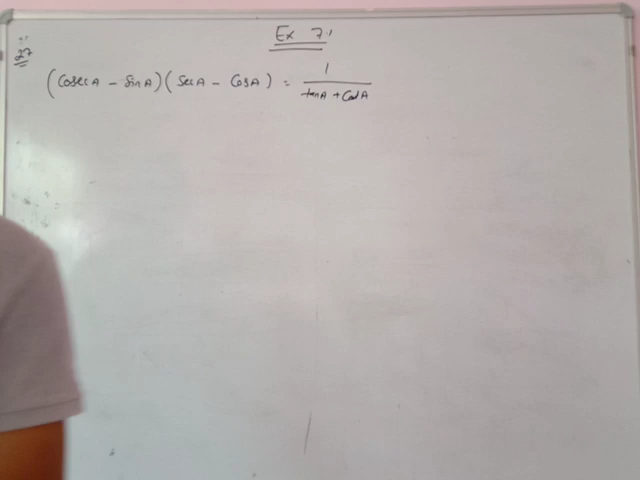 Ex 7.1
27
(CosecA - SinA)(SecA - CosA) = 1/(tanA + CotA)